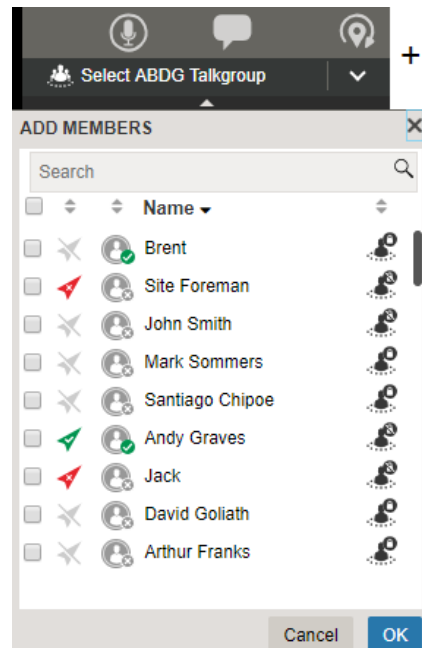 Select ABDG Talkgroup
ADD MEMBERS
Search
Name
Brent
Site Foreman
John Smith
Mark Sommers
Santiago Chipoe
Andy Graves
Jack
David Goliath
Arthur Franks
Cancel OK